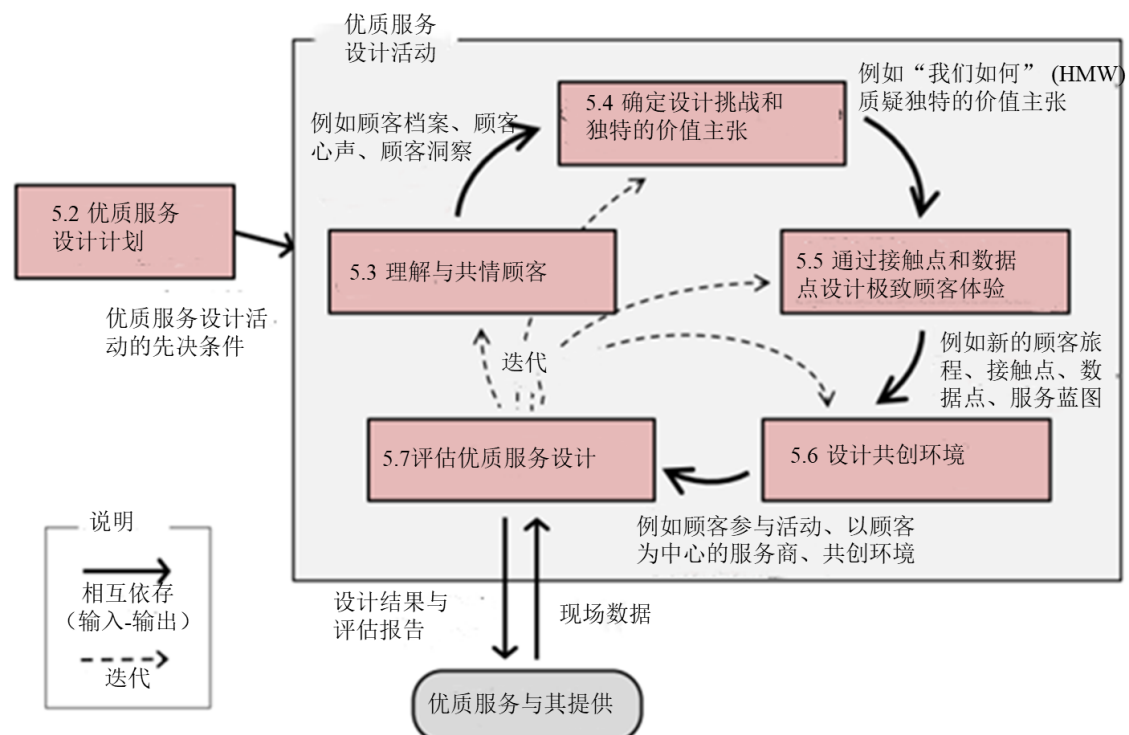 优质服务
设计活动
例如“我们如何” (HMW)
质疑独特的价值主张
5.4 确定设计挑战和
独特的价值主张
例如顾客档案、顾客
心声、顾客洞察
5.2 优质服务
设计计划
5.3 理解与共情顾客
5.5 通过接触点和数据
点设计极致顾客体验
优质服务设计活
动的先决条件
迭代
例如新的顾客旅
程、接触点、数
据点、服务蓝图
5.7评估优质服务设计
5.6 设计共创环境
例如顾客参与活动、以顾客
为中心的服务商、共创环境
说明
相互依存
（输入-输出）
迭代
设计结果与
评估报告
现场数据
优质服务与其提供